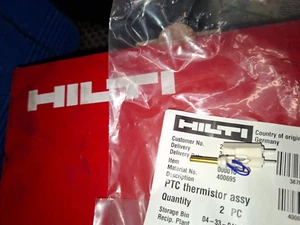 HILTI
HILTI
Country of origin
Germany
Customer No.
Delivery
Delivery
Item
Material No.
Description
400695
PTC thermistor assy
Quantity 2 PC
Storage Bin
Recip. Plant